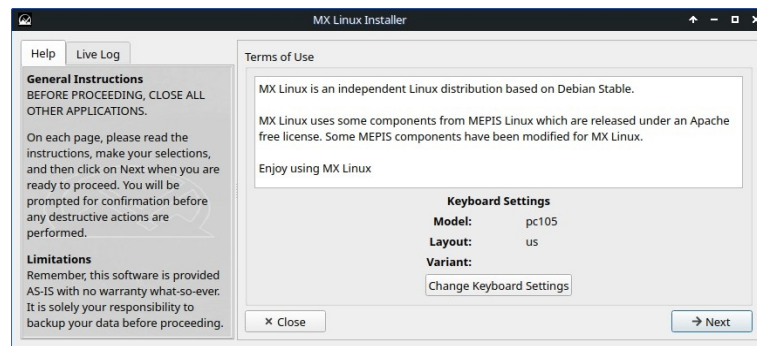 MX Linux Installer
Help
Live Log
General Instructions
BEFORE PROCEEDING, CLOSE ALL
OTHER APPLICATIONS.
On each page, please read the
instructions, make your selections,
and then click on Next when you are
ready to proceed. You will be
prompted for confirmation before
any destructive actions are
performed.
Limitations
Remember, this software is provided
AS-IS with no warranty what-so-ever.
It is solely your responsibility to
backup your data before proceeding.
Terms of Use
MX Linux is an independent Linux distribution based on Debian Stable.
MX Linux uses some components from MEPIS Linux which are released under an Apache
free license. Some MEPIS components have been modified for MX Linux.
Enjoy using MX Linux
Keyboard Settings
Model: pc105
Layout: us
Variant:
Change Keyboard Settings
Close
Next